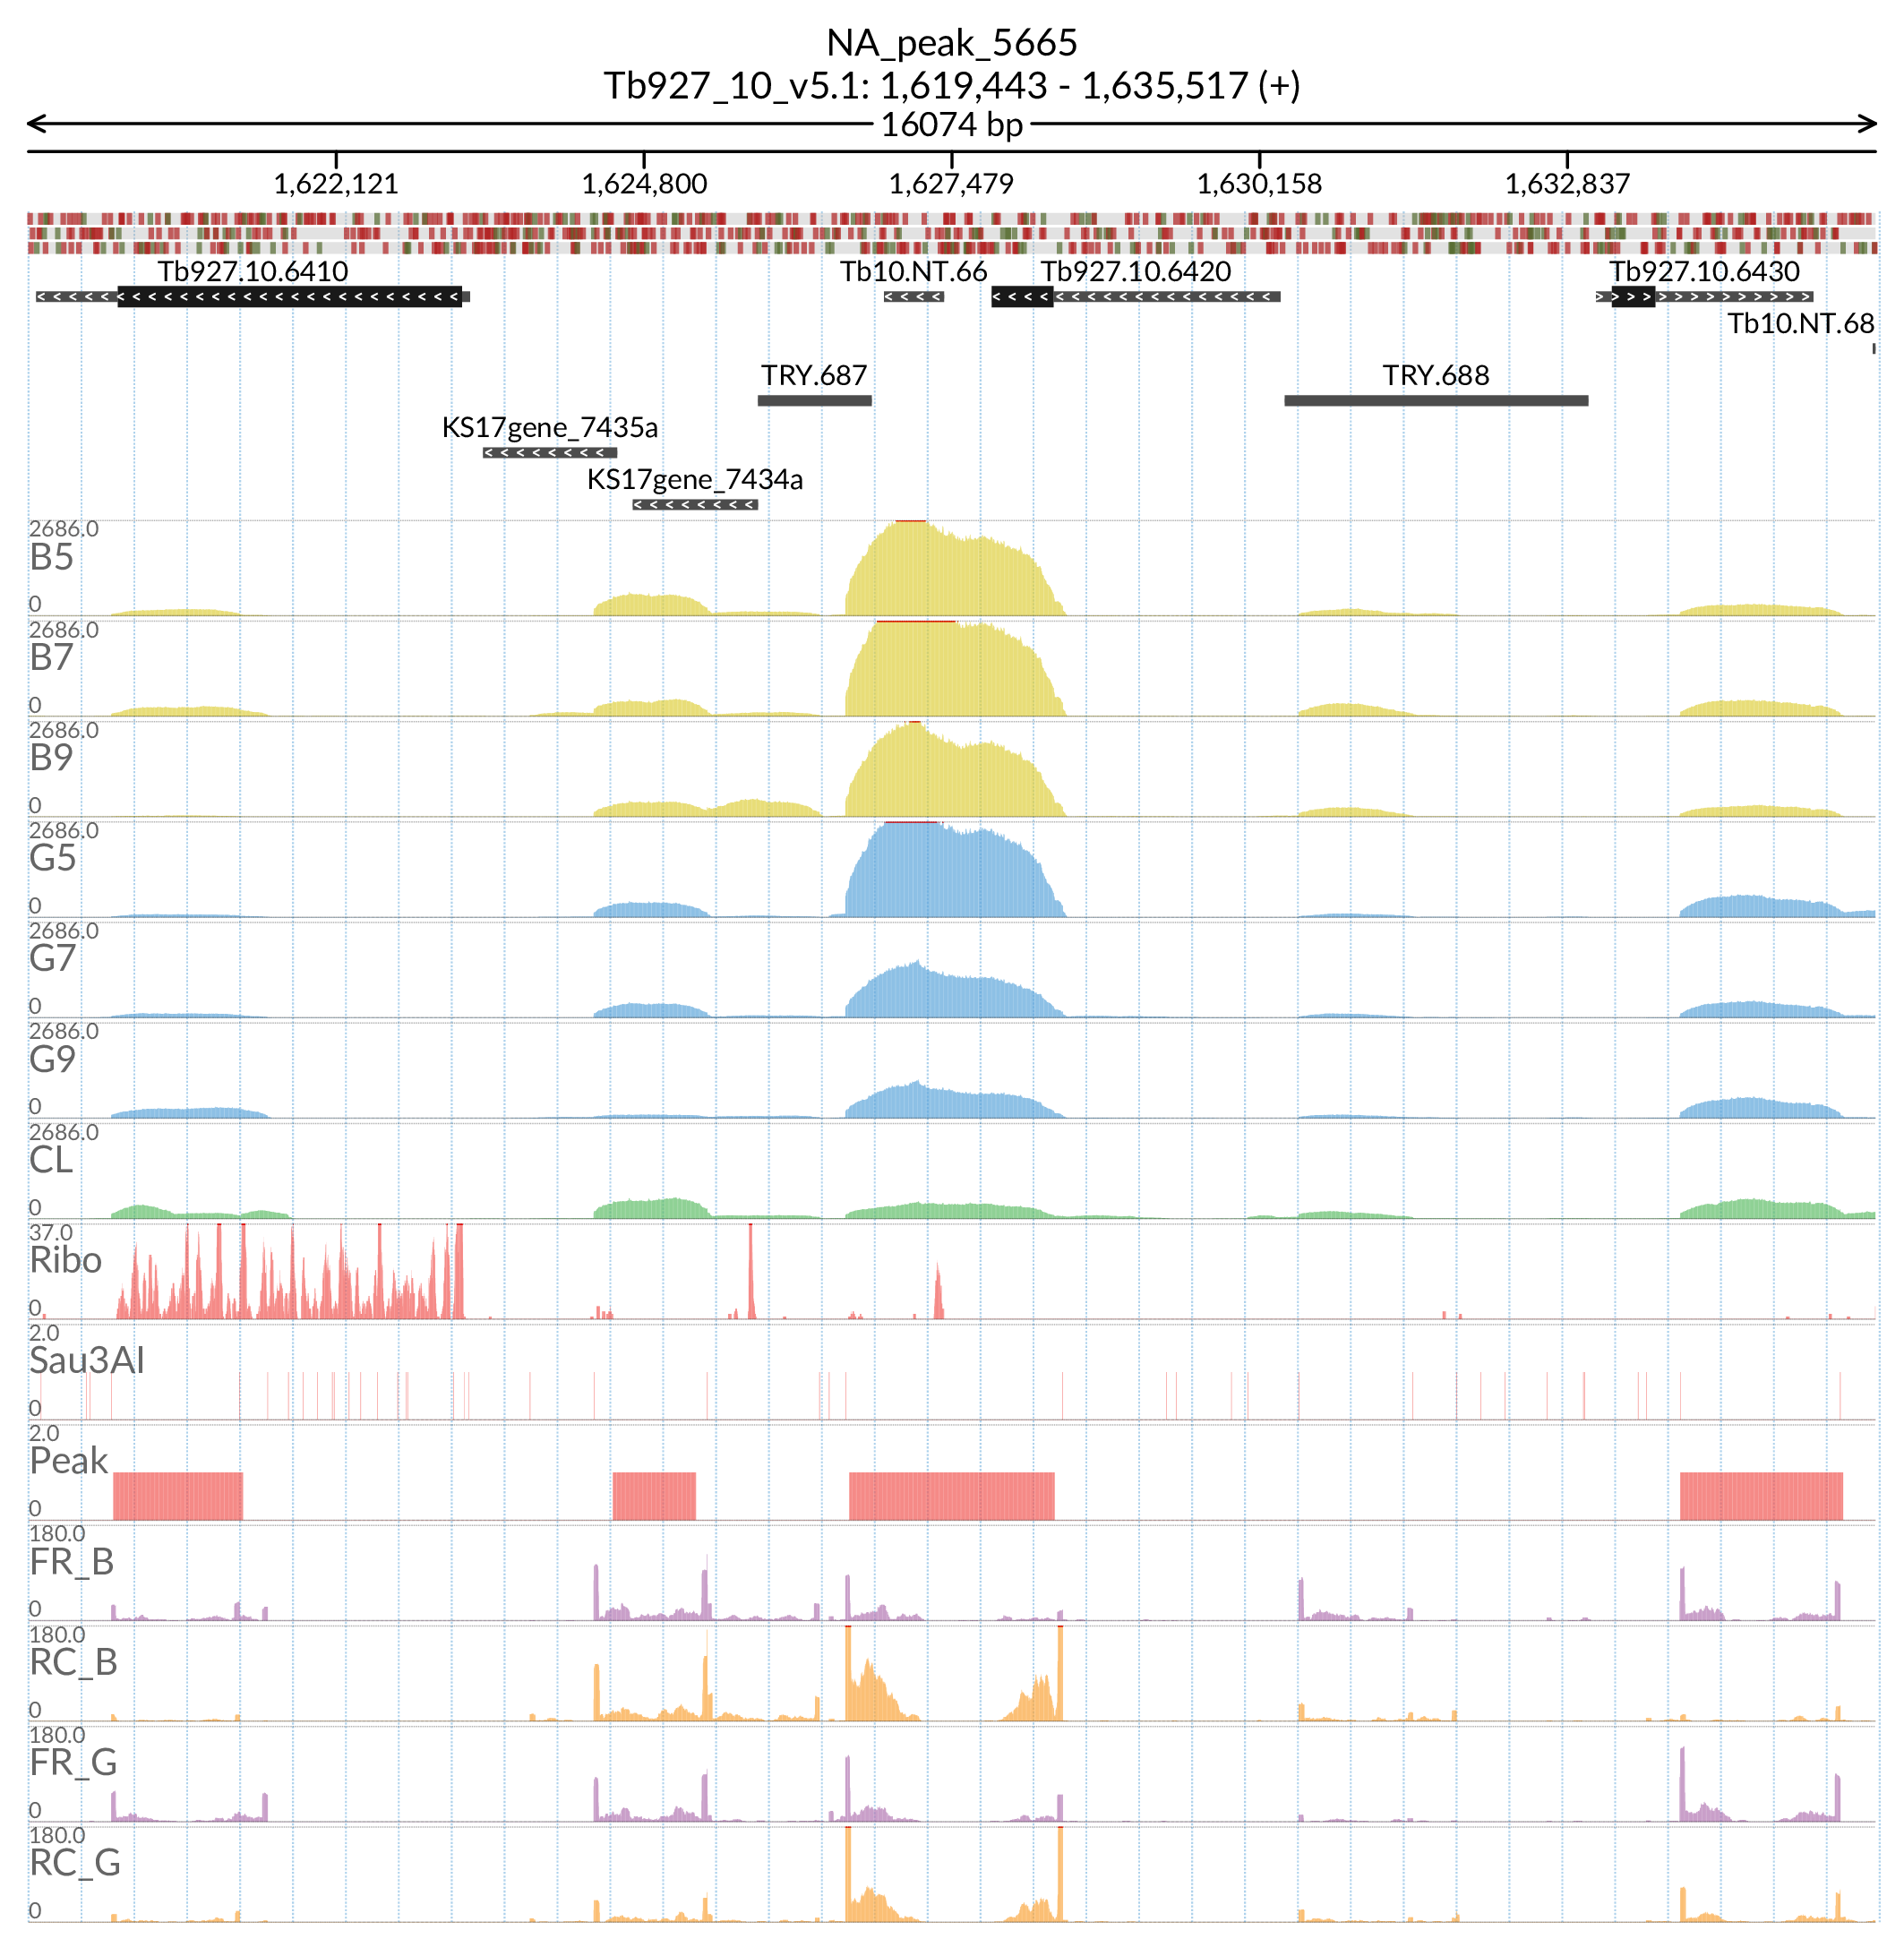 NA_peak_5665
Tb927_10_v5.1: 1,619,443 - 1,635,517 (+)
16074 bp
1,622,121 1,624,800 1,627,479 1,630,158 1,632,837
Tb927.10.6410 Tb10.NT.66 Tb927.10.6420 Tb927.10.6430
Tb10.NT.68
TRY.687 TRY.688
KS17gene_7435a
KS17gene_7434a
2686.0
B5
0
2686.0
B7
0
2686.0
B9
0
2686.0
G5
0
2686.0
G7
0
2686.0
G9
0
2686.0
CL
0
37.0
Ribo
0
2.0
Sau3AI
0
2.0
Peak
0
180.0
FR_B
0
180.0
RC_B
0
180.0
FR_G
0
180.0
RC_G
0